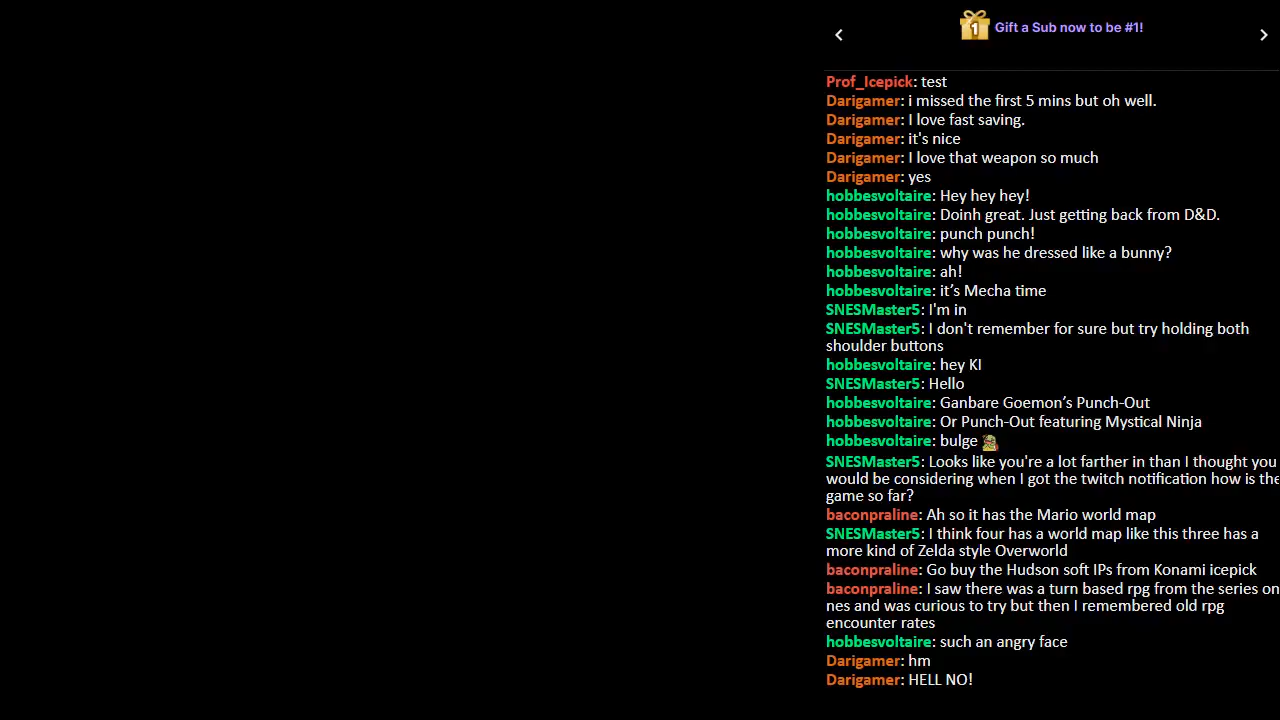 1 Gift a Sub now to be #1!
Prof_Icepick: test
Darigamer: i missed the first 5 mins but oh well.
Darigamer: I love fast saving.
Darigamer: it's nice
Darigamer: I love that weapon so much
Darigamer: yes
hobbesvoltaire: Hey hey hey!
hobbesvoltaire: Doinh great. Just getting back from D&D.
hobbesvoltaire: punch punch!
hobbesvoltaire: why was he dressed like a bunny?
hobbesvoltaire: ah!
hobbesvoltaire: it’s Mecha time
SNESMaster5: I'm in
SNESMaster5: I don't remember for sure but try holding both
shoulder buttons
hobbesvoltaire: hey KI
SNESMaster5: Hello
hobbesvoltaire: Ganbare Goemon’s Punch-Out
hobbesvoltaire: Or Punch-Out featuring Mystical Ninja
hobbesvoltaire: bulge
SNESMaster5: Looks like you're a lot farther in than I thought you
would be considering when I got the twitch notification how is the
game so far?
baconpraline: Ah so it has the Mario world map
SNESMaster5: I think four has a world map like this three has a
more kind of Zelda style Overworld
baconpraline: Go buy the Hudson soft IPs from Konami icepick
baconpraline: I saw there was a turn based rpg from the series on
nes and was curious to try but then I remembered old rpg
encounter rates
hobbesvoltaire: such an angry face
Darigamer: hm
Darigamer: HELL NO!